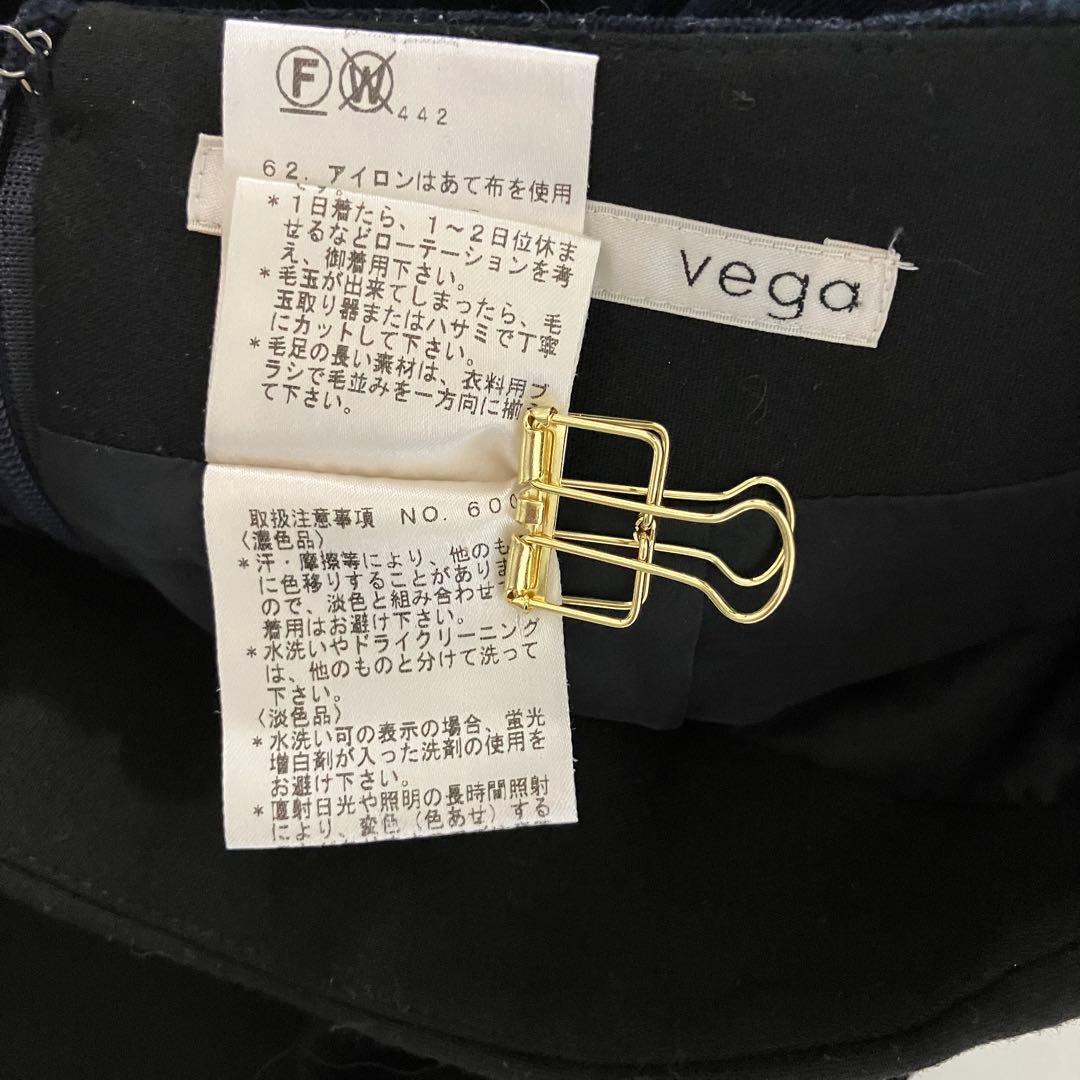 F W 442
62. アイロンはあて布を使用
です。
*1日着たら、1~2日位休ま
せるなどローテーションを考
え、御着用下さい。
*毛玉が出来てしまったら、毛
玉取り器またはハサミで丁寧
にカットして下さい。
*毛足の長い素材は、衣料用ブ
ラシで毛並みを一方向に揃え
て下さい。
vega
取扱注意事項 NO. 600
〈濃色品〉
*汗・摩擦等により、他のも
に色移りすることがありま
ので、淡色と組み合わせ
着用はお避け下さい。
*水洗いやドライクリーニング
は、他のものと分けて洗って
下さい。
〈淡色品〉
*水洗い可の表示の場合、蛍光
増白剤が入った洗剤の使用を
お避け下さい。
*直射日光や照明の長時間照射
により、変色(色あせ)する